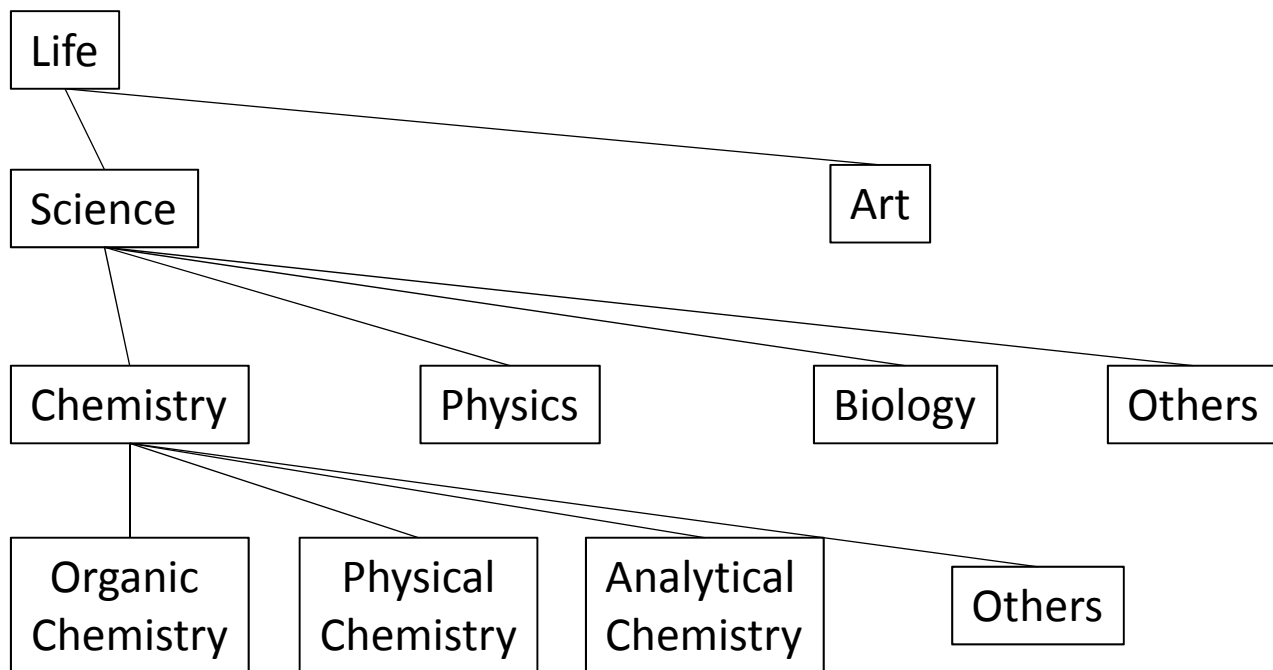 Life
Science
Art
Chemistry
Physics
Biology
Others
Organic
Chemistry
Physical
Chemistry
Analytical
Chemistry
Others